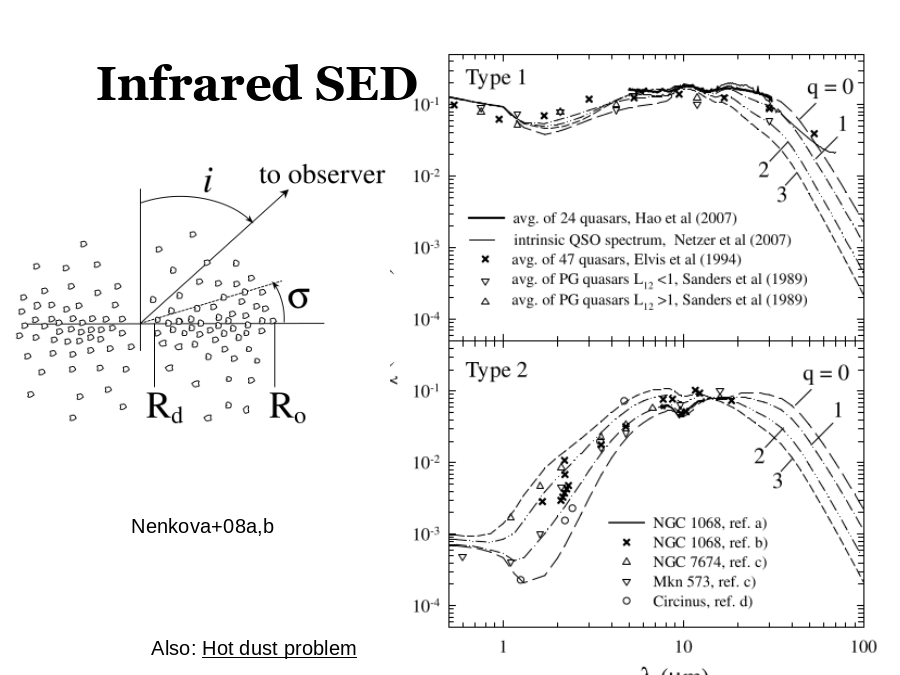 Infrared SED
i
to observer
σ
R_d
R_o
Nenkova+08a,b
Also: Hot dust problem
Type 1
q = 0
1
2
3
10^-1
10^-2
10^-3
10^-4
avg. of 24 quasars, Hao et al (2007)
intrinsic QSO spectrum, Netzer et al (2007)
avg. of 47 quasars, Elvis et al (1994)
avg. of PG quasars L_12 <1, Sanders et al (1989)
avg. of PG quasars L_12 >1, Sanders et al (1989)
Type 2
q = 0
1
2
3
10^-1
10^-2
10^-3
10^-4
NGC 1068, ref. a)
NGC 1068, ref. b)
NGC 7674, ref. c)
Mkn 573, ref. c)
Circinus, ref. d)
1 10 100